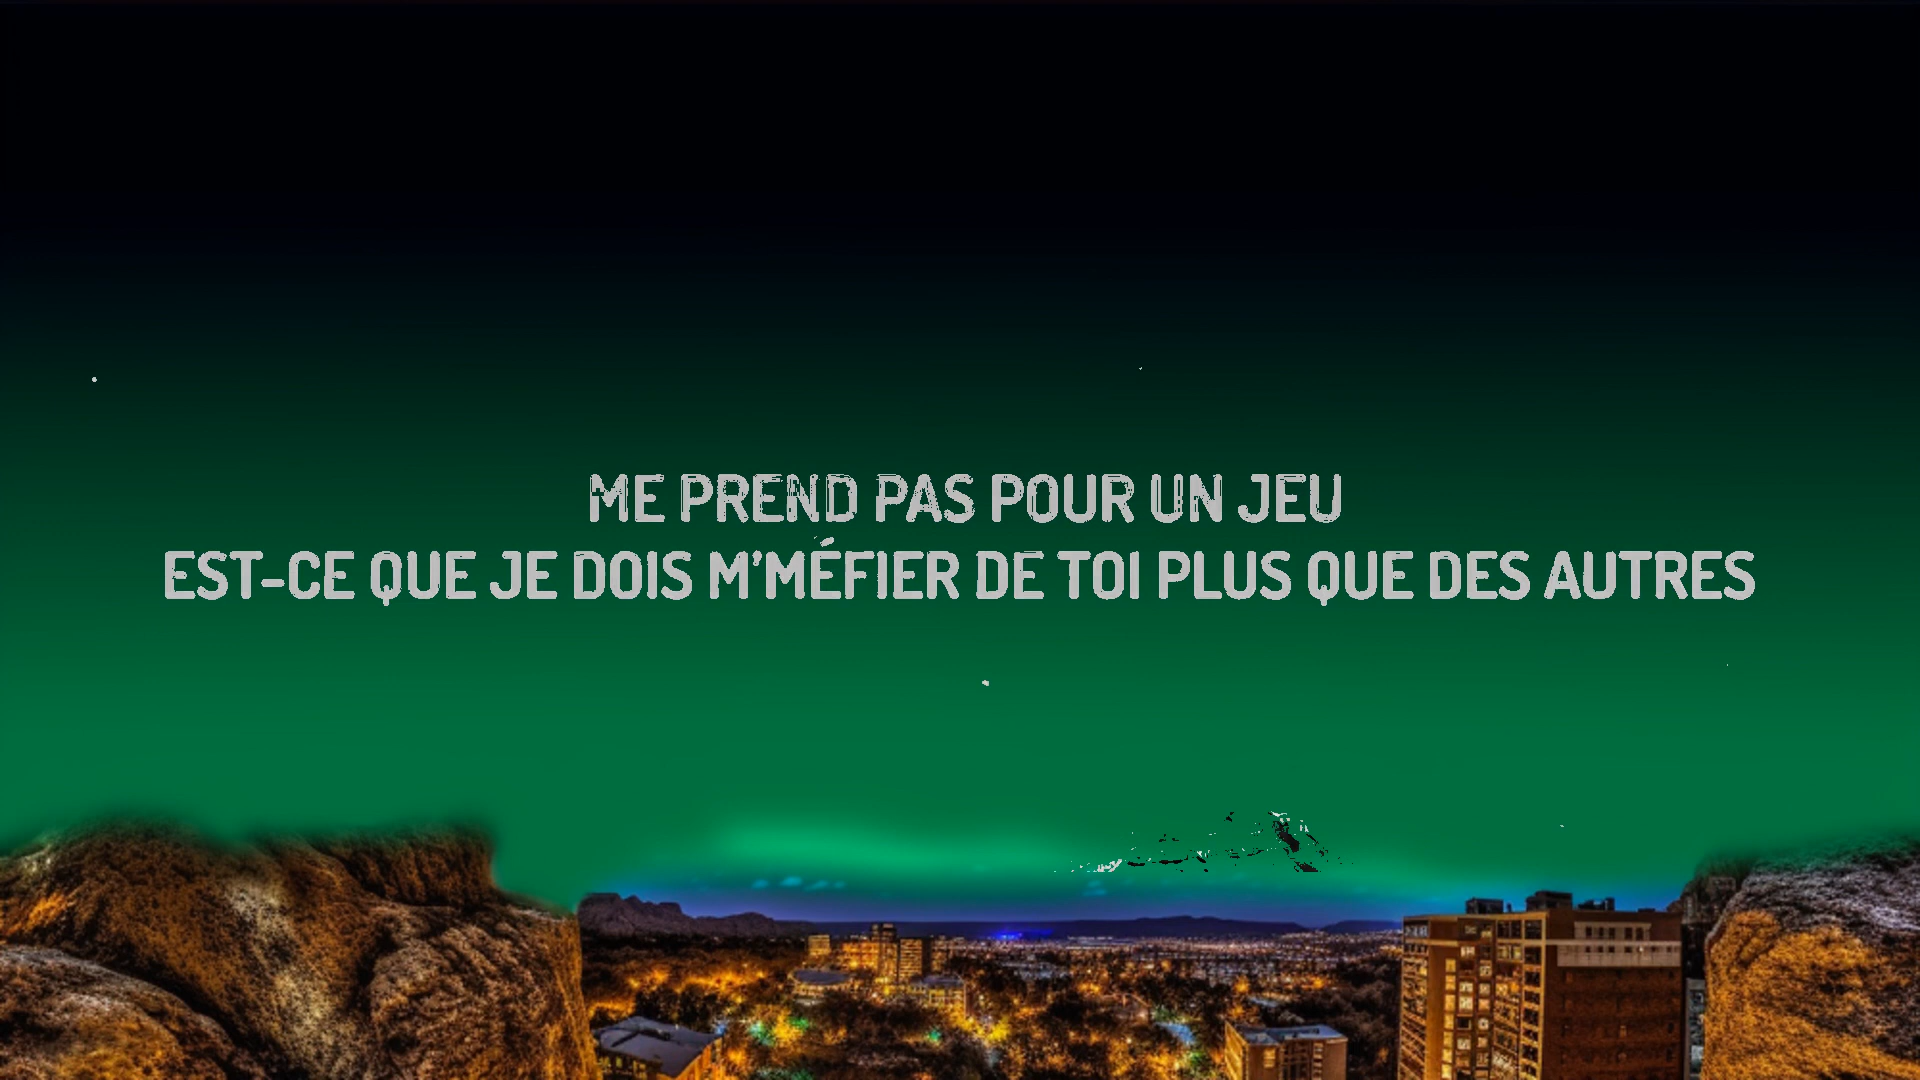 ME PREND PAS POUR UN JEU
EST-CE QUE JE DOIS M'MÉFIER DE TOI PLUS QUE DES AUTRES